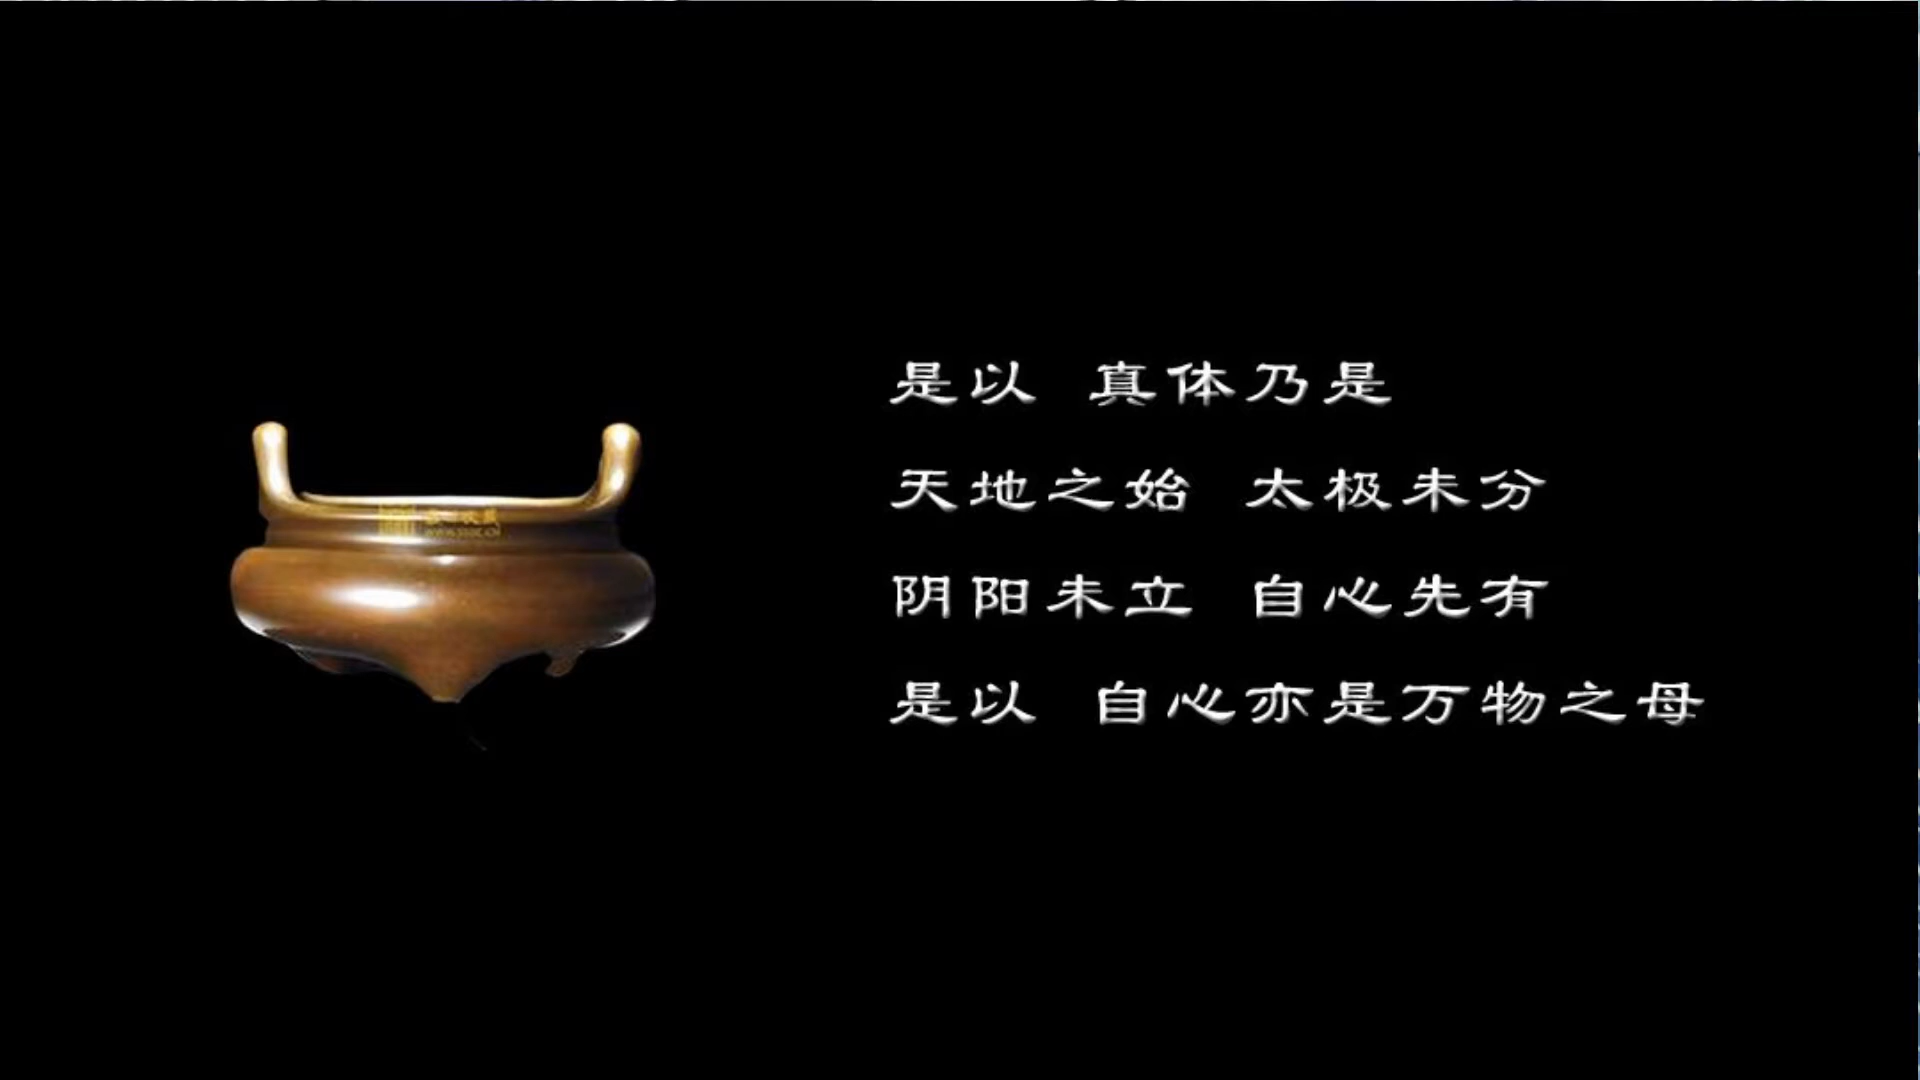 是以 真体乃是
天地之始 太极未分
阴阳未立 自心先有
是以 自心亦是万物之母